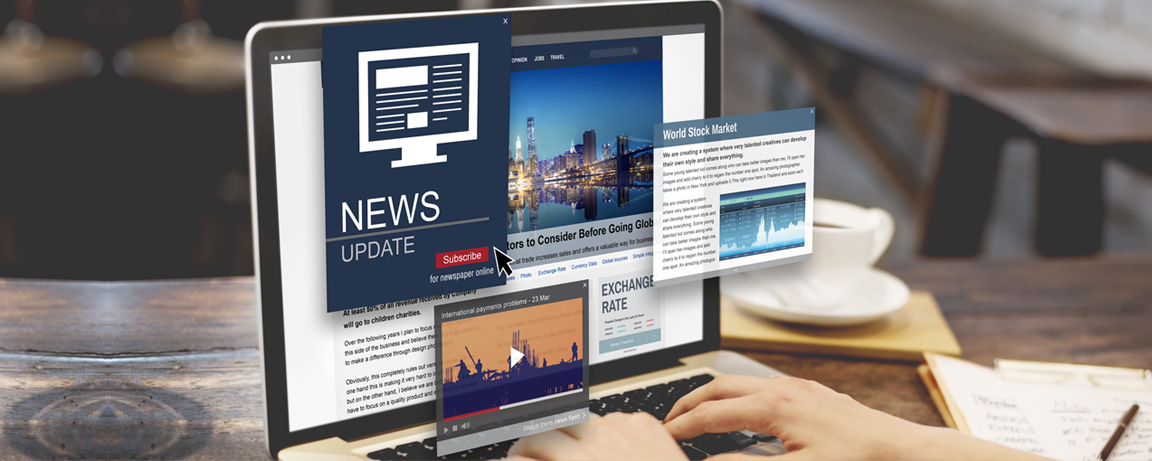 x
OPINION JOBS TRAVEL
NEWS
UPDATE
Subscribe
for newspaper online
tors to Consider Before Going Glob
nal trade increases sales and offers a valuable way for busin
Photo Exchange Rate Currency Data Global sources Simple
EXCHANGE
RATE
At least 50% of all revenue received by Company
will go to children charities.
Over the following years I plan to focus
this side of the business and believe the
to make a difference through design
Obviously, this completely rules out
one hand this is making it very hard to
but on the other hand, I believe we are
have to focus on a quality product and
International payments problems - 23 Mar
x
Watch more news flash >
World Stock Market
x
We are creating a system where very talented creatives can develop
their own style and share everything.
Some young talented kid comes along who can take better images than me. I'll open her
images and add cherry to it to regain the number one spot. An amazing photographer
takes a photo in New York and uploads it. This right now here in Thailand and soon we'll
We are creating a system
where very talented creatives
can develop their own style and
share everything. Some young
talented kid comes along who
can take better images than me.
I'll open her images and add
cherry to it to regain the number
one spot. An amazing photogra-